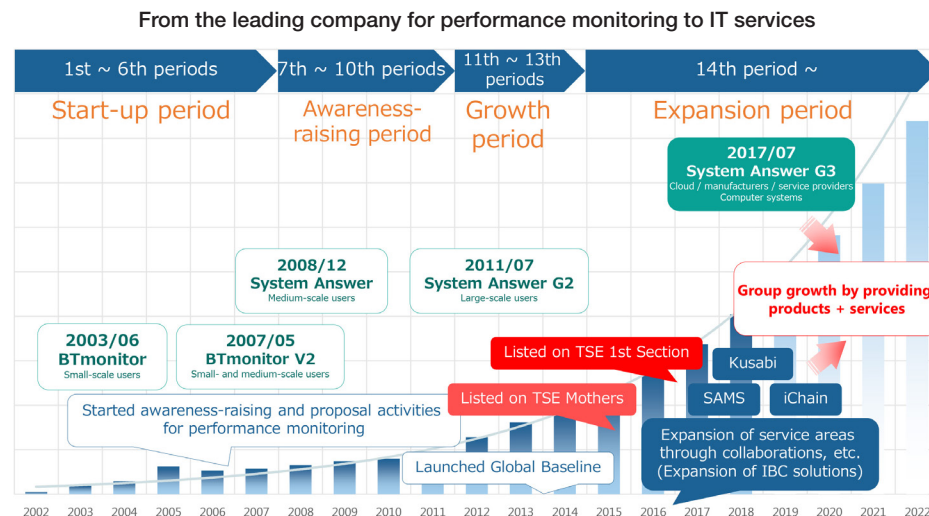 From the leading company for performance monitoring to IT services
1st ~ 6th periods
7th ~ 10th periods
11th ~ 13th
periods
14th period ~
Start-up period
Awareness-
raising period
Growth
period
Expansion period
2017/07
System Answer G3
Cloud / manufacturers / service providers
Computer systems
2008/12
System Answer
Medium-scale users
2011/07
System Answer G2
Large-scale users
Group growth by providing
products + services
2003/06
BTmonitor
Small-scale users
2007/05
BTmonitor V2
Small- and medium-scale users
Listed on TSE 1st Section
Kusabi
Listed on TSE Mothers
SAMS
iChain
Started awareness-raising and proposal activities
for performance monitoring
Launched Global Baseline
Expansion of service areas
through collaborations, etc.
(Expansion of IBC solutions)
2002 2003 2004 2005 2006 2007 2008 2009 2010 2011 2012 2013 2014 2015 2016 2017 2018 2019 2020 2021 2022